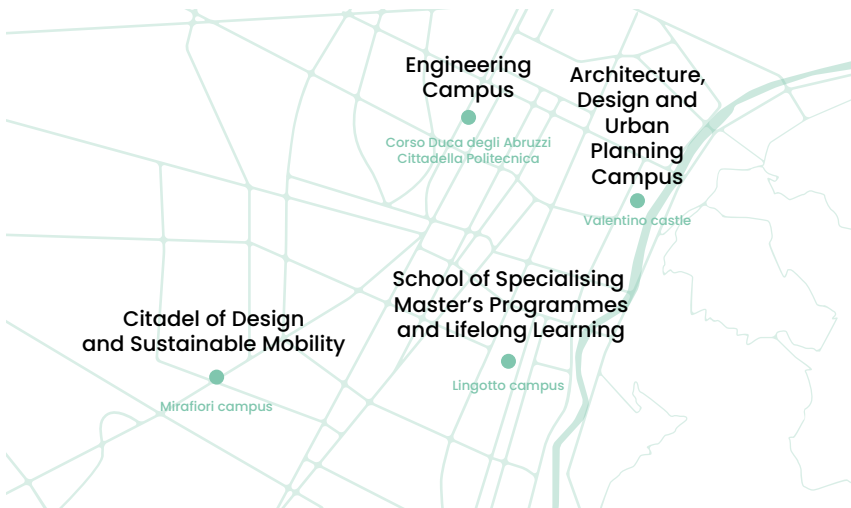 Engineering
Campus
Corso Duca degli Abruzzi
Cittadella Politecnica
Architecture,
Design and
Urban
Planning
Campus
Valentino castle
School of Specialising
Master’s Programmes
and Lifelong Learning
Lingotto campus
Citadel of Design
and Sustainable Mobility
Mirafiori campus